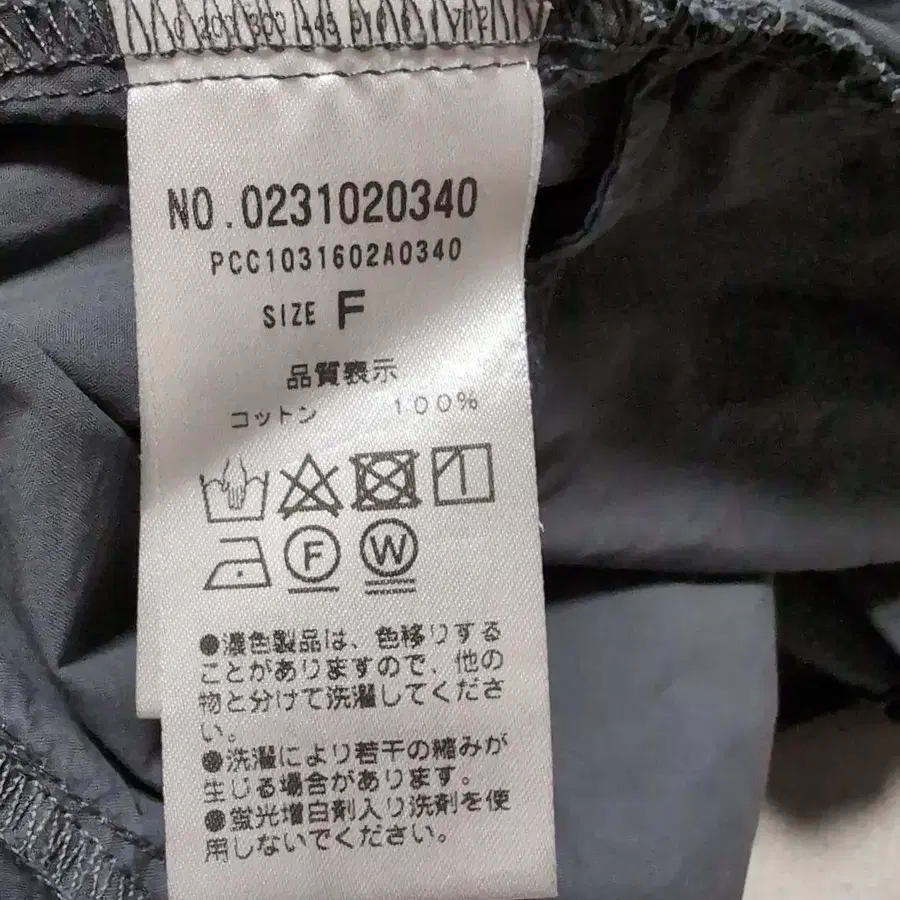 NO.0231020340
PCC1031602A0340
SIZE F
品質表示
コットン 100%
F W
●濃色製品は、色移りする
ことがありますので、他の
物と分けて洗濯してくださ
い。
●洗濯により若干の縮みが
生じる場合があります。
●蛍光増白剤入り洗剤を使
用しないでください。